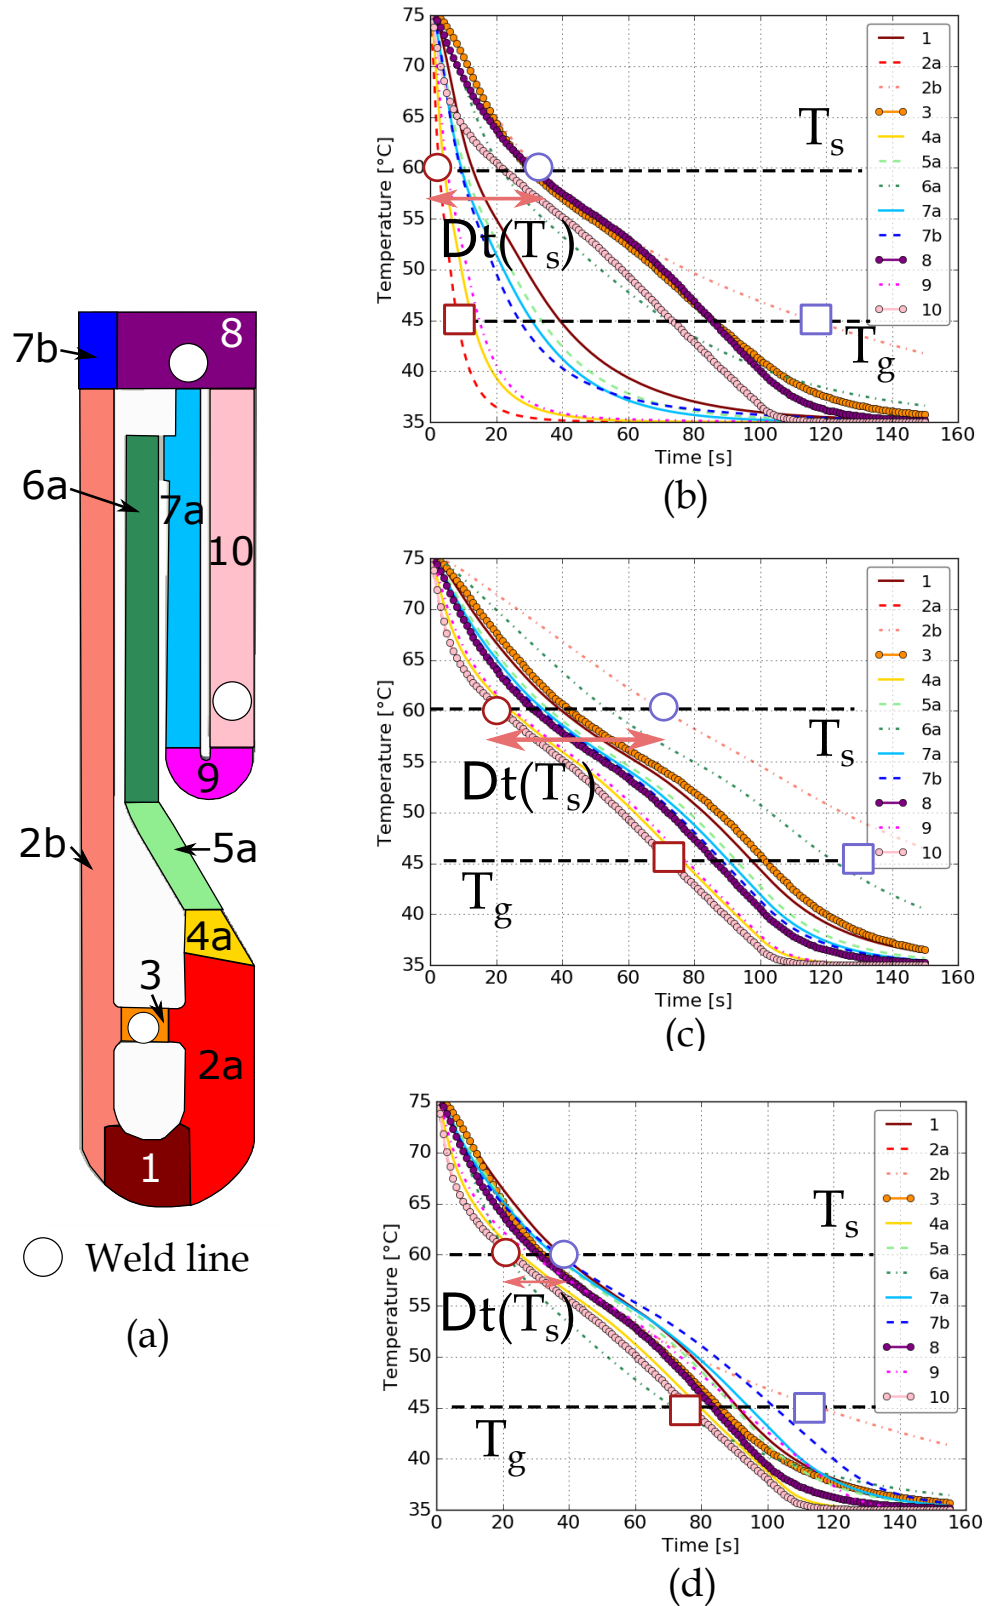 8
7b
6a
7a
10
9
2b
5a
4a
3
2a
1
Weld line
(a)
75
70
65
60
55
50
45
40
35
0
20
40
60
80
100
120
140
160
Temperature [°C]
Time [s]
Ts
Dt(Ts)
Tg
1
2a
2b
3
4a
5a
6a
7a
7b
8
9
10
(b)
75
70
65
60
55
50
45
40
35
0
20
40
60
80
100
120
140
160
Temperature [°C]
Time [s]
Ts
Dt(Ts)
Tg
1
2a
2b
3
4a
5a
6a
7a
7b
8
9
10
(c)
75
70
65
60
55
50
45
40
35
0
20
40
60
80
100
120
140
160
Temperature [°C]
Time [s]
Ts
Dt(Ts)
Tg
1
2a
2b
3
4a
5a
6a
7a
7b
8
9
10
(d)